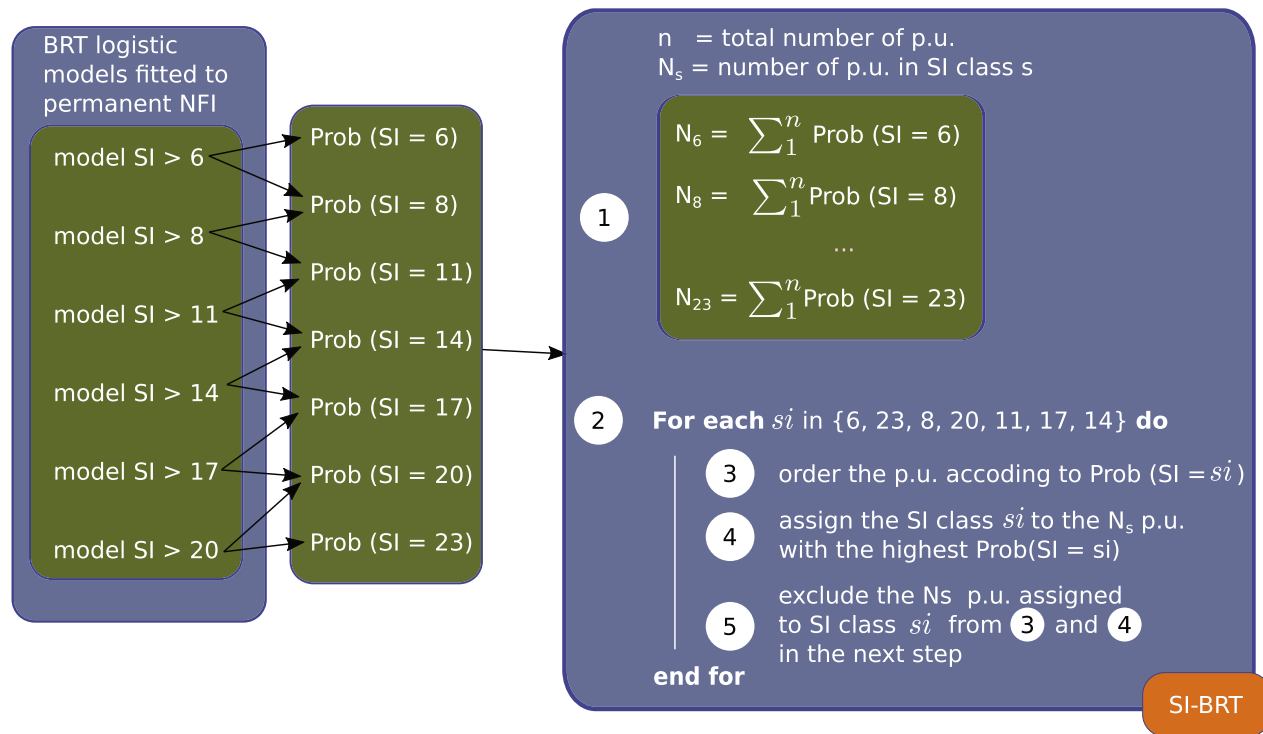 BRT logistic
models fitted to
permanent NFI
model SI > 6
model SI > 8
model SI > 11
model SI > 14
model SI > 17
model SI > 20
Prob (SI = 6)
Prob (SI = 8)
Prob (SI = 11)
Prob (SI = 14)
Prob (SI = 17)
Prob (SI = 20)
Prob (SI = 23)
n = total number of p.u.
Nₛ = number of p.u. in SI class s
1
N₆ = ∑₁ⁿ Prob (SI = 6)
N₈ = ∑₁ⁿ Prob (SI = 8)
...
N₂₃ = ∑₁ⁿ Prob (SI = 23)
2 For each si in {6, 23, 8, 20, 11, 17, 14} do
3 order the p.u. accoding to Prob (SI = si)
4 assign the SI class si to the Nₛ p.u.
with the highest Prob(SI = si)
5 exclude the Ns p.u. assigned
to SI class si from 3 and 4
in the next step
end for
SI-BRT